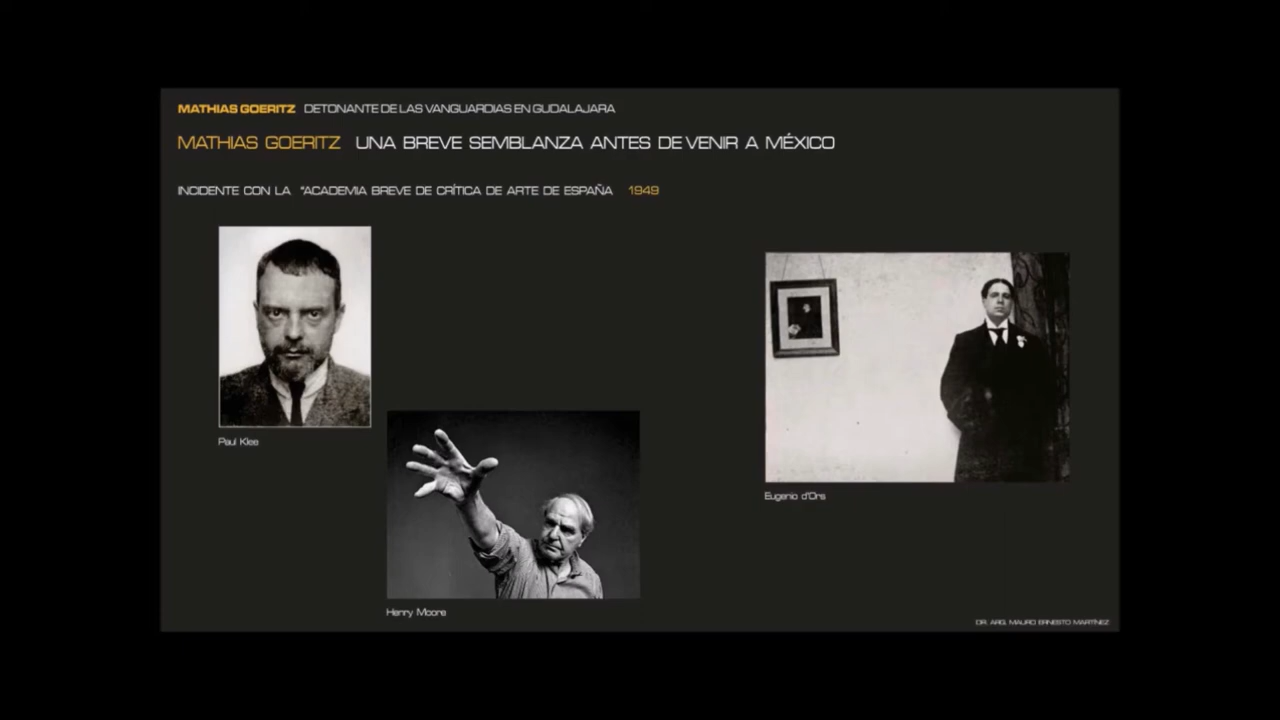 MATHIAS GOERITZ DETONANTE DE LAS VANGUARDIAS EN GUDALAJARA
MATHIAS GOERITZ UNA BREVE SEMBLANZA ANTES DE VENIR A MÉXICO
INCIDENTE CON LA "ACADEMIA BREVE DE CRÍTICA DE ARTE DE ESPAÑA 1949
Paul Klee
Eugenio d'Ors
Henry Moore
DR. ARQ. MAURO ERNESTO MARTÍNEZ